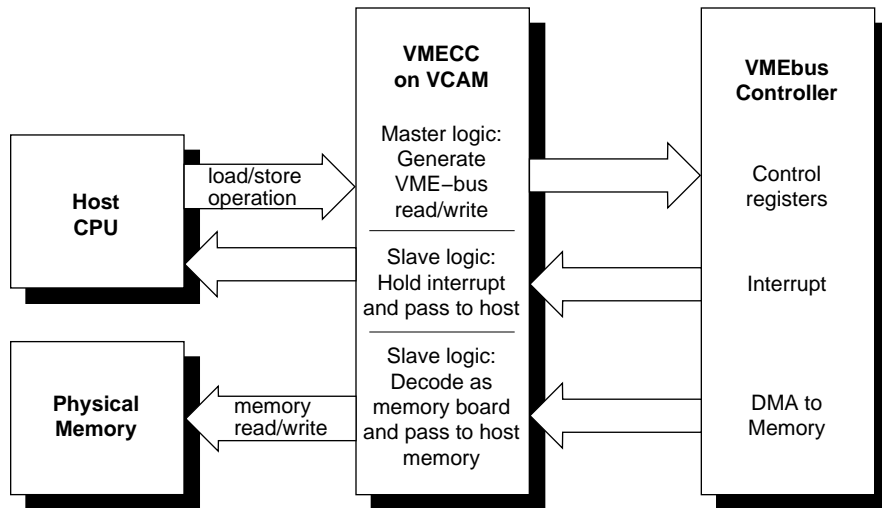 VMECC
on VCAM
VMEbus
Controller
Host
CPU
load/store
operation
Master logic:
Generate
VME−bus
read/write
Control
registers
Slave logic:
Hold interrupt
and pass to host
Interrupt
Physical
Memory
memory
read/write
Slave logic:
Decode as
memory board
and pass to host
memory
DMA to
Memory